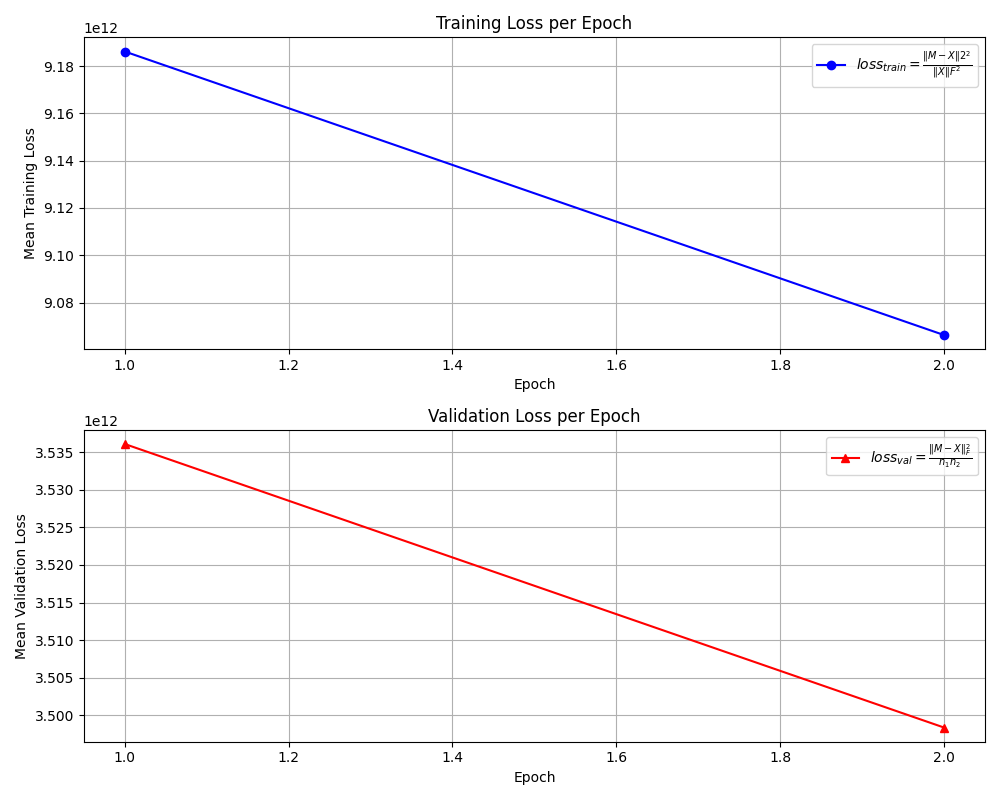 Training Loss per Epoch
1e12
9.18
9.16
9.14
9.12
9.10
9.08
Mean Training Loss
loss_train = ‖M − X‖2² / ‖X‖F²
1.0 1.2 1.4 1.6 1.8 2.0
Epoch
Validation Loss per Epoch
1e12
3.535
3.530
3.525
3.520
3.515
3.510
3.505
3.500
Mean Validation Loss
loss_val = ‖M − X‖_F² / n₁n₂
1.0 1.2 1.4 1.6 1.8 2.0
Epoch